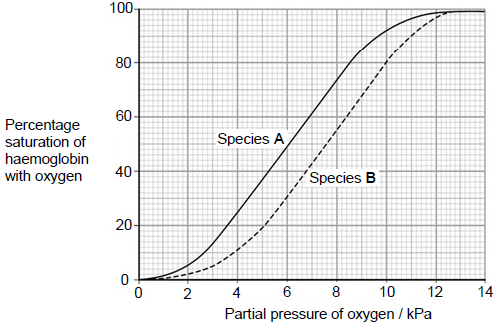 100
80
60
40
20
0
Percentage
saturation of
haemoglobin
with oxygen
Species A
Species B
0 2 4 6 8 10 12 14
Partial pressure of oxygen / kPa